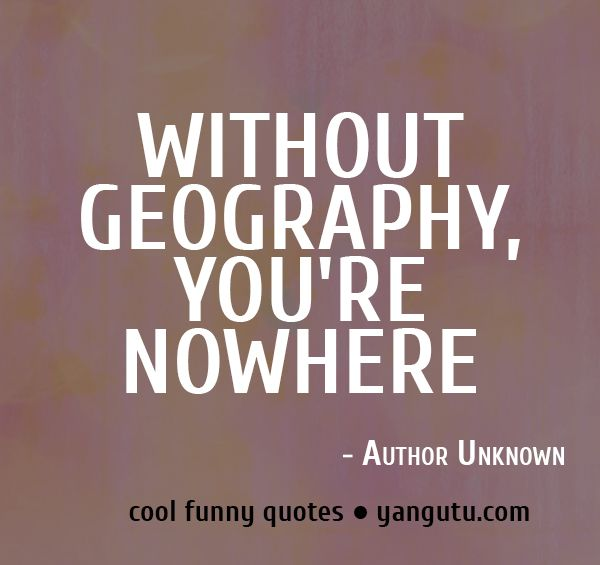 WITHOUT
GEOGRAPHY,
YOU'RE
NOWHERE
- Author Unknown
cool funny quotes ● yangutu.com